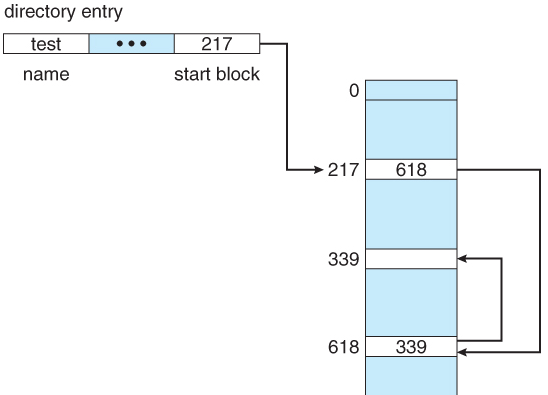 directory entry
test ••• 217
name start block
0
217 618
339
618 339